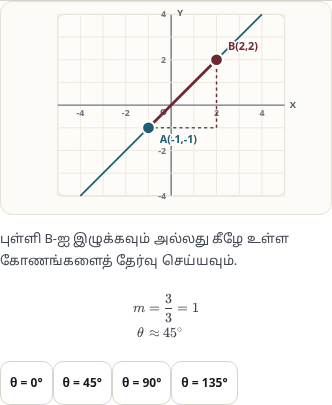 4
Y
B(2,2)
2
-4
-2
0
2
4
X
A(-1,-1)
-2
-4
புள்ளி B-ஐ இழுக்கவும் அல்லது கீழே உள்ள
கோணங்களைத் தேர்வு செய்யவும்.
m = 3/3 = 1
θ ≈ 45°
θ = 0° θ = 45° θ = 90° θ = 135°